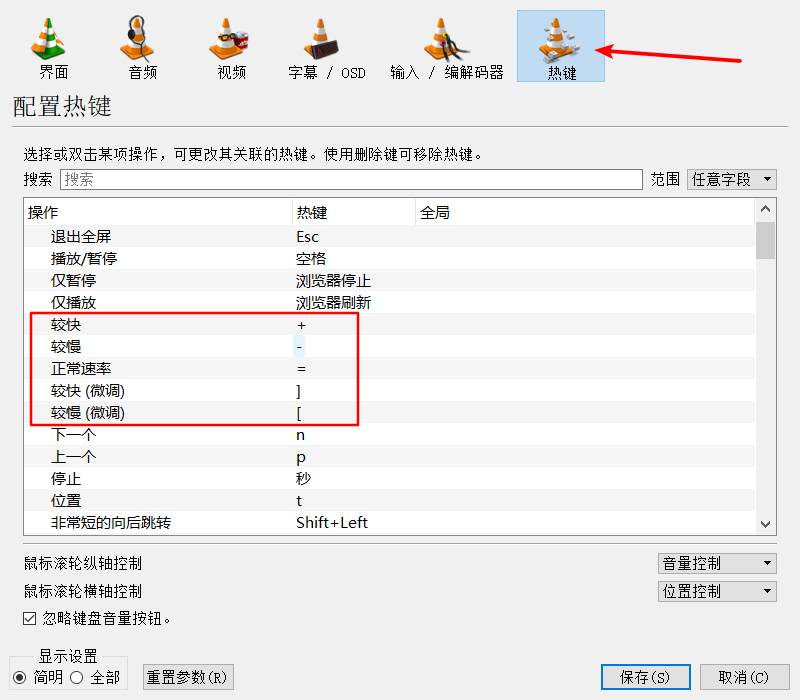 界面 音频 视频 字幕 / OSD 输入 / 编解码器 热键
配置热键
选择或双击某项操作，可更改其关联的热键。使用删除键可移除热键。
搜索 搜索 范围 任意字段
操作 热键 全局
退出全屏 Esc
播放/暂停 空格
仅暂停 浏览器停止
仅播放 浏览器刷新
较快 +
较慢 -
正常速率 =
较快 (微调) ]
较慢 (微调) [
下一个 n
上一个 p
停止 秒
位置 t
非常短的向后跳转 Shift+Left
鼠标滚轮纵轴控制 音量控制
鼠标滚轮横轴控制 位置控制
忽略键盘音量按钮。
显示设置
简明 全部 重置参数(R) 保存(S) 取消(C)